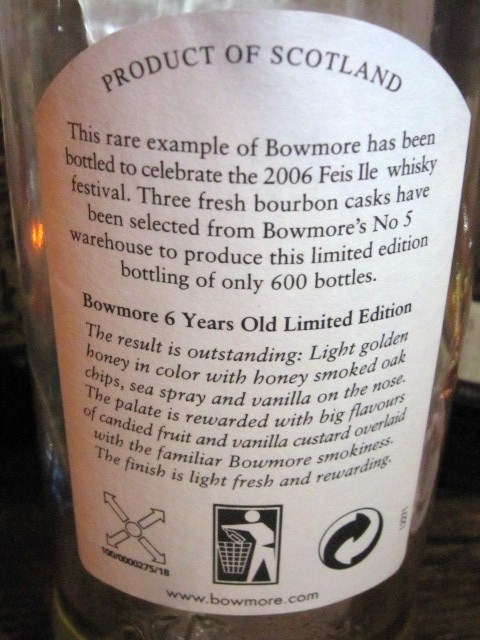 PRODUCT OF SCOTLAND
This rare example of Bowmore has been
bottled to celebrate the 2006 Feis Ile whisky
festival. Three fresh bourbon casks have
been selected from Bowmore's No 5
warehouse to produce this limited edition
bottling of only 600 bottles.
Bowmore 6 Years Old Limited Edition
The result is outstanding: Light golden
honey in color with honey smoked oak
chips, sea spray and vanilla on the nose.
The palate is rewarded with big flavours
of candied fruit and vanilla custard overlaid
with the familiar Bowmore smokiness.
The finish is light fresh and rewarding.
100/0000275/18
www.bowmore.com